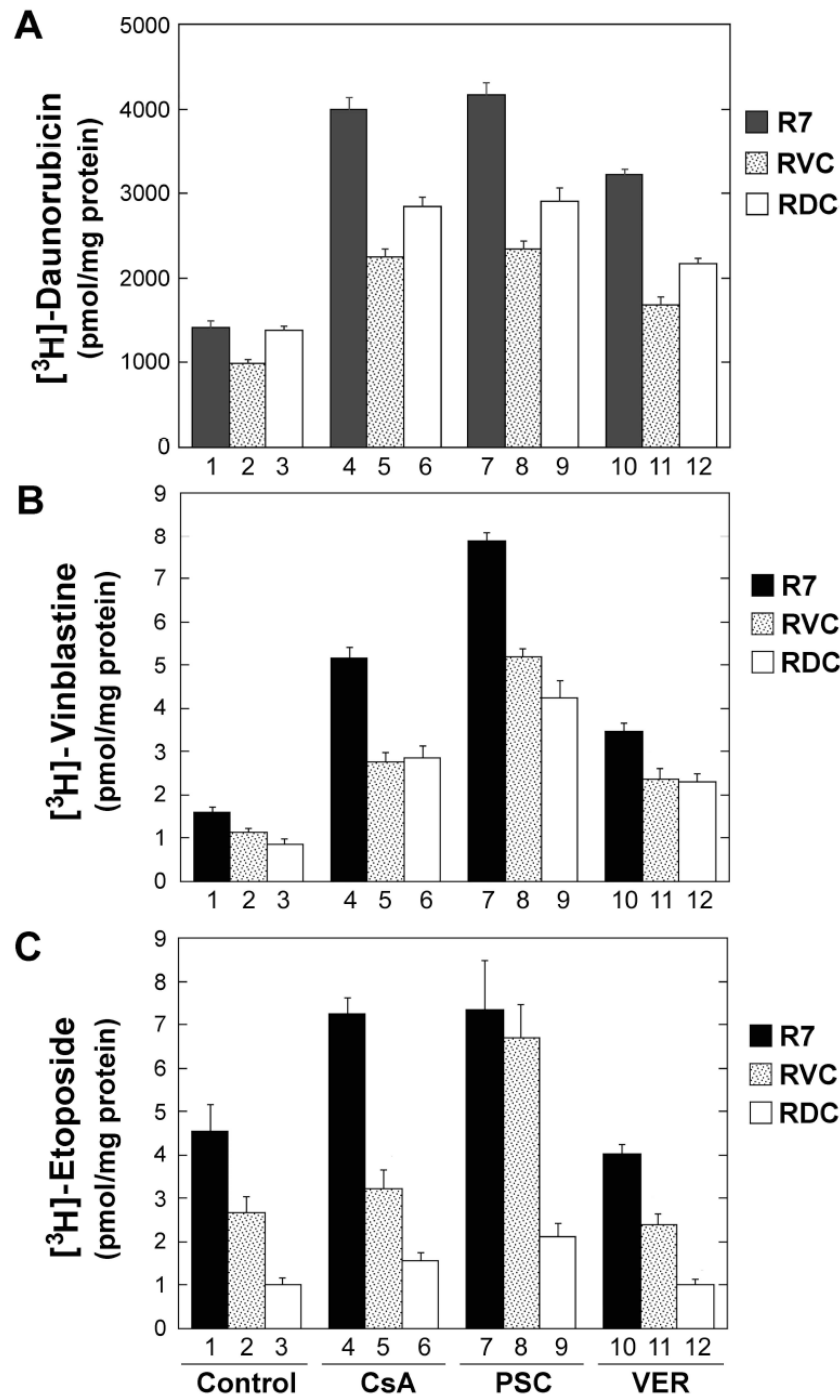 A
[³H]-Daunorubicin
(pmol/mg protein)
5000
4000
3000
2000
1000
0
1 2 3 4 5 6 7 8 9 10 11 12
R7
RVC
RDC
B
[³H]-Vinblastine
(pmol/mg protein)
9
8
7
6
5
4
3
2
1
0
1 2 3 4 5 6 7 8 9 10 11 12
R7
RVC
RDC
C
[³H]-Etoposide
(pmol/mg protein)
9
8
7
6
5
4
3
2
1
0
1 2 3 4 5 6 7 8 9 10 11 12
Control CsA PSC VER
R7
RVC
RDC